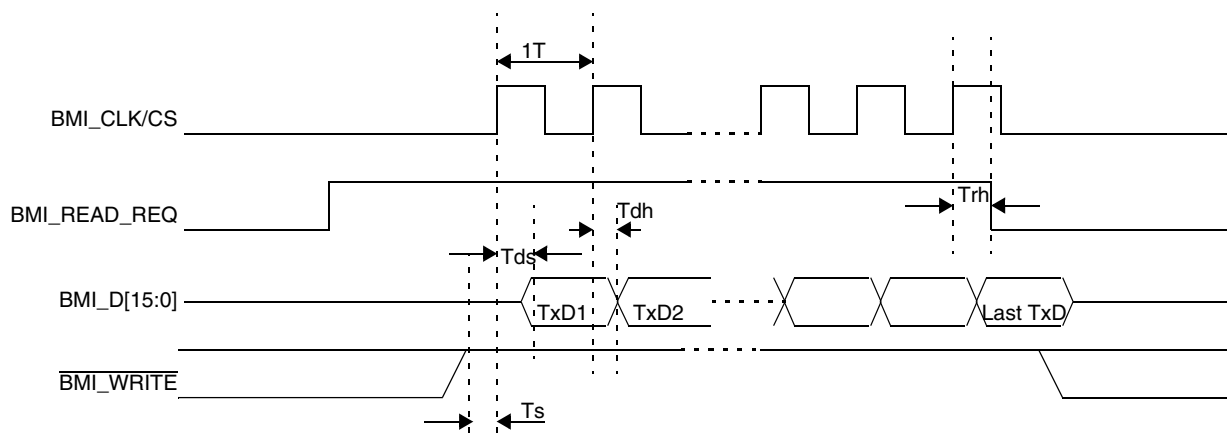 1T
BMI_CLK/CS
BMI_READ_REQ
Trh
Tdh
Tds
BMI_D[15:0]
TxD1
TxD2
Last TxD
BMI_WRITE
Ts